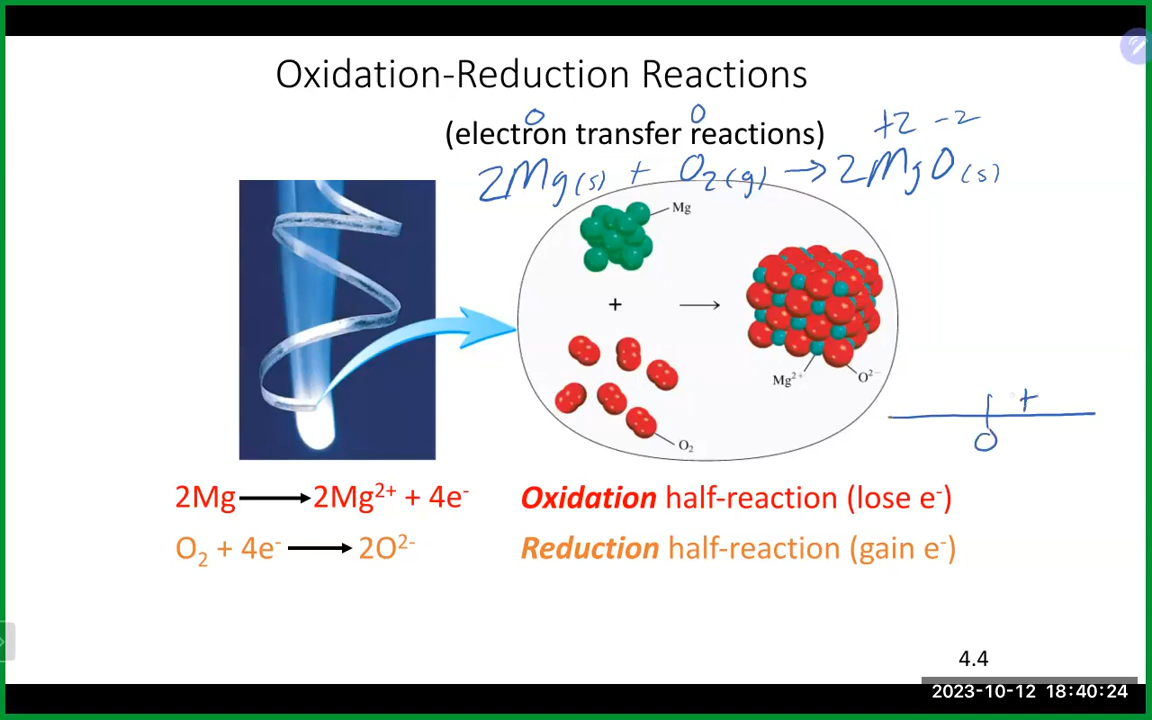 Oxidation-Reduction Reactions
(electron transfer reactions)
0 0 +2 -2
2Mg(s) + O₂(g) → 2MgO(s)
Mg
+ →
Mg²⁺ O²⁻
O₂
+
0
2Mg → 2Mg²⁺ + 4e⁻ Oxidation half-reaction (lose e⁻)
O₂ + 4e⁻ → 2O²⁻ Reduction half-reaction (gain e⁻)
4.4
2023-10-12 18:40:24